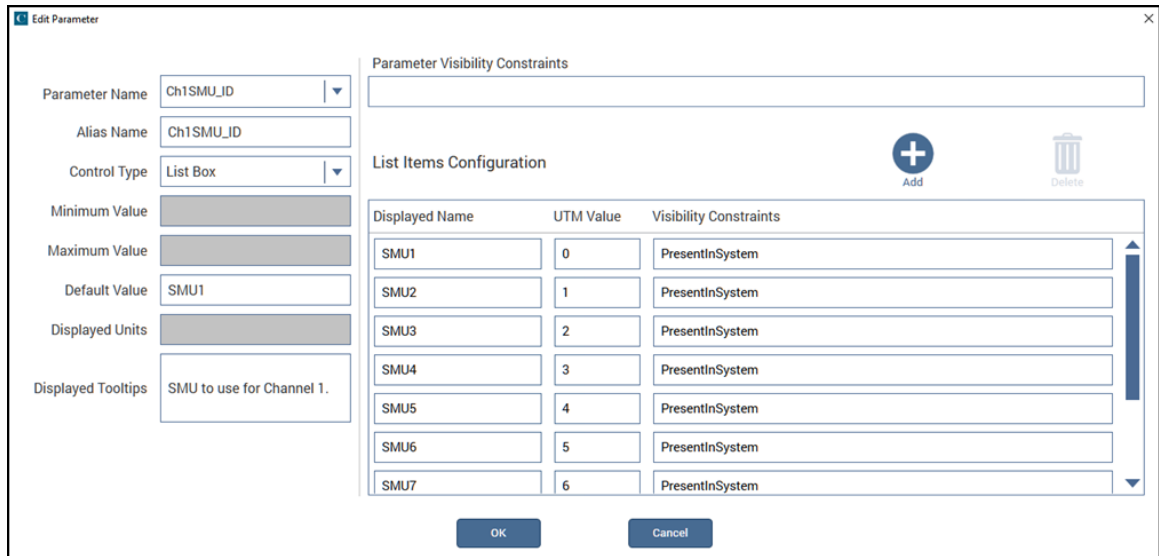 Edit Parameter
Parameter Name Ch1SMU_ID
Alias Name Ch1SMU_ID
Control Type List Box
Minimum Value
Maximum Value
Default Value SMU1
Displayed Units
Displayed Tooltips SMU to use for Channel 1.
Parameter Visibility Constraints
List Items Configuration
Add
Delete
Displayed Name UTM Value Visibility Constraints
SMU1 0 PresentInSystem
SMU2 1 PresentInSystem
SMU3 2 PresentInSystem
SMU4 3 PresentInSystem
SMU5 4 PresentInSystem
SMU6 5 PresentInSystem
SMU7 6 PresentInSystem
OK Cancel